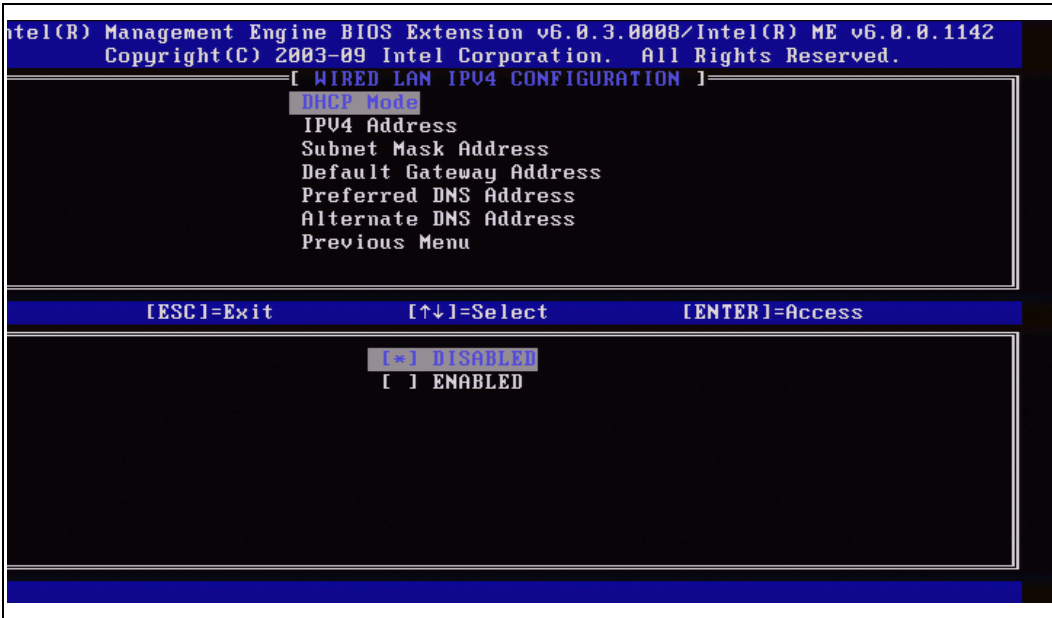 ntel(R) Management Engine BIOS Extension v6.0.3.0008/Intel(R) ME v6.0.0.1142
Copyright(C) 2003-09 Intel Corporation. All Rights Reserved.
[ WIRED LAN IPV4 CONFIGURATION ]
DHCP Mode
IPV4 Address
Subnet Mask Address
Default Gateway Address
Preferred DNS Address
Alternate DNS Address
Previous Menu
[ESC]=Exit [↑↓]=Select [ENTER]=Access
[*] DISABLED
[ ] ENABLED